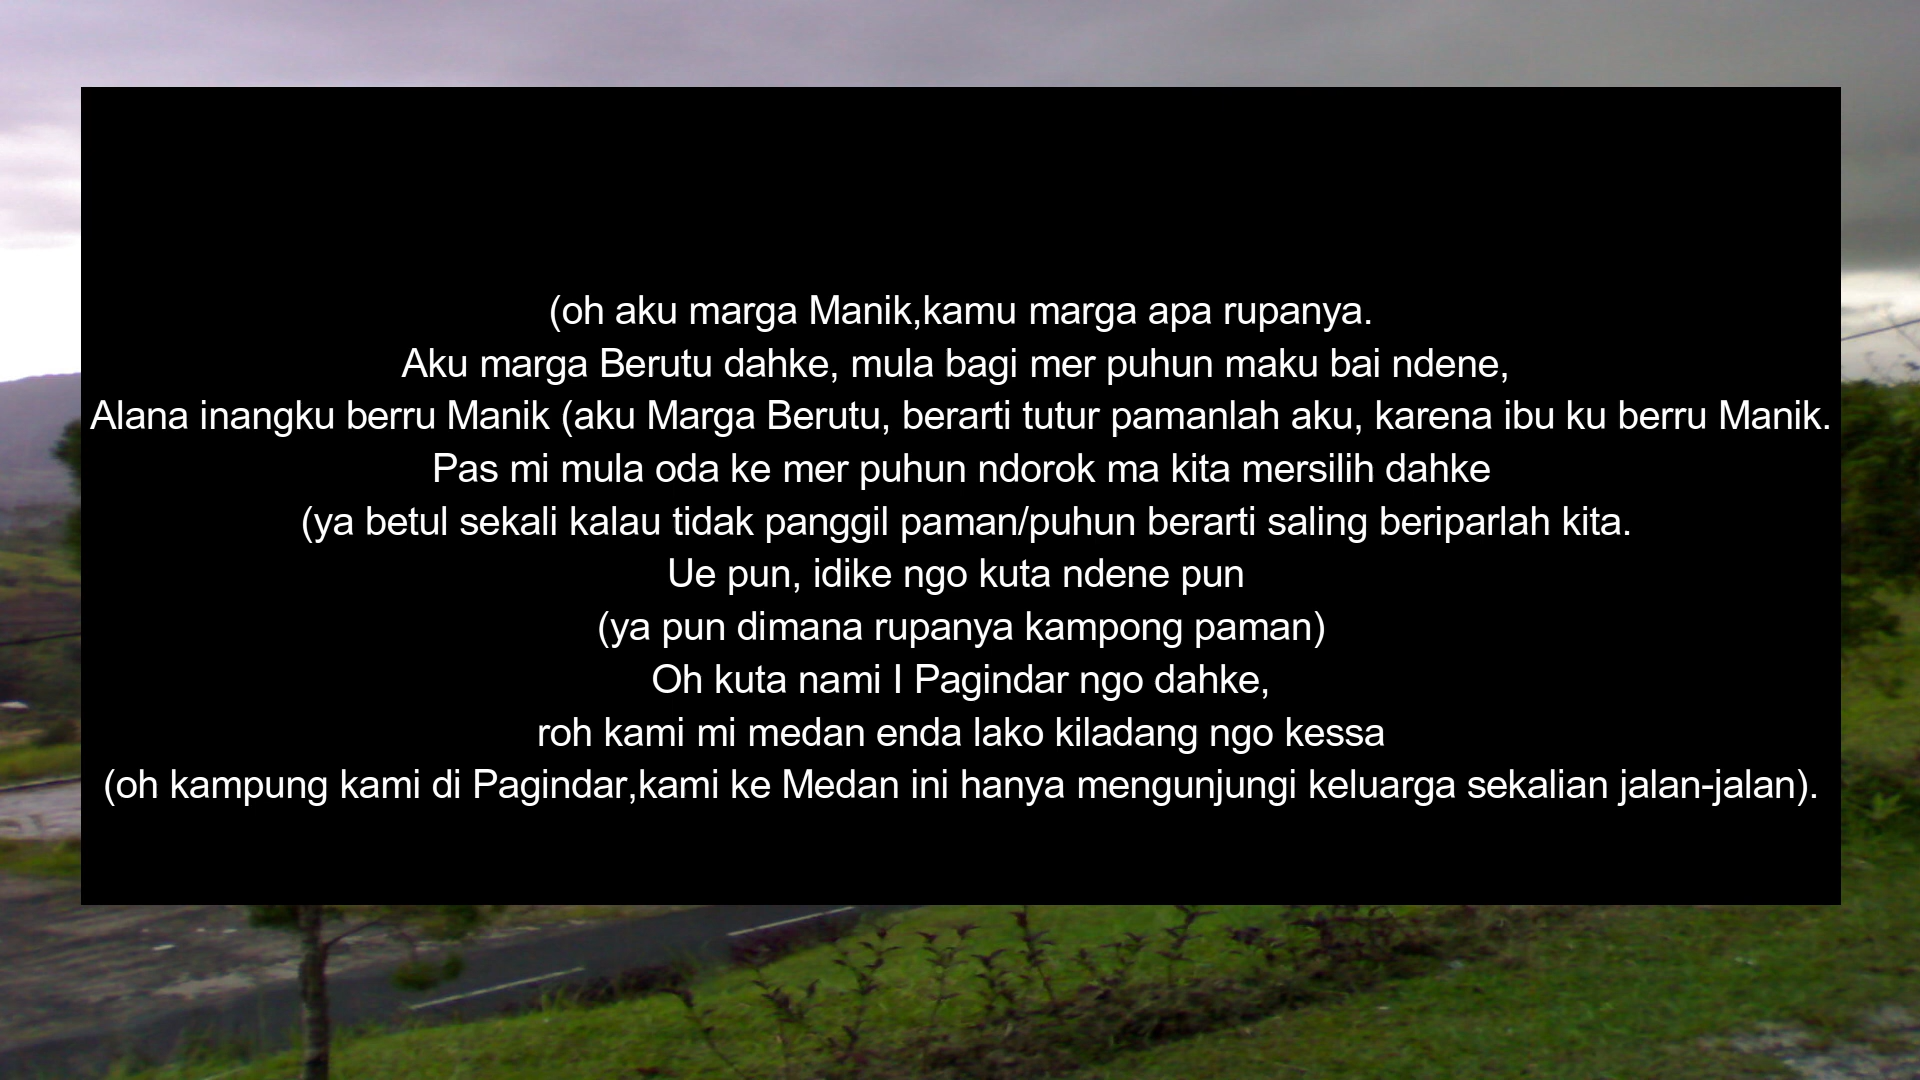 (oh aku marga Manik,kamu marga apa rupanya.
Aku marga Berutu dahke, mula bagi mer puhun maku bai ndene,
Alana inangku berru Manik (aku Marga Berutu, berarti tutur pamanlah aku, karena ibu ku berru Manik.
Pas mi mula oda ke mer puhun ndorok ma kita mersilih dahke
(ya betul sekali kalau tidak panggil paman/puhun berarti saling beriparlah kita.
Ue pun, idike ngo kuta ndene pun
(ya pun dimana rupanya kampong paman)
Oh kuta nami I Pagindar ngo dahke,
roh kami mi medan enda lako kiladang ngo kessa
(oh kampung kami di Pagindar,kami ke Medan ini hanya mengunjungi keluarga sekalian jalan-jalan).